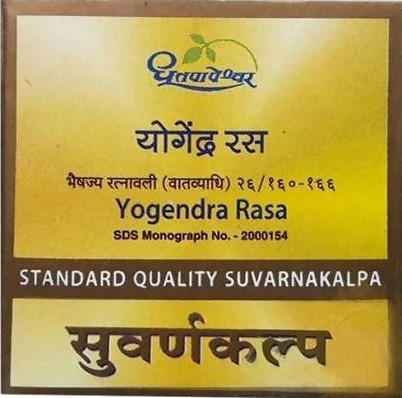 धूतपापेश्वर
योगेंद्र रस
भैषज्य रत्नावली (वातव्याधि) २६/१६०-१६६
Yogendra Rasa
SDS Monograph No. - 2000154
STANDARD QUALITY SUVARNAKALPA
सुवर्णकल्प